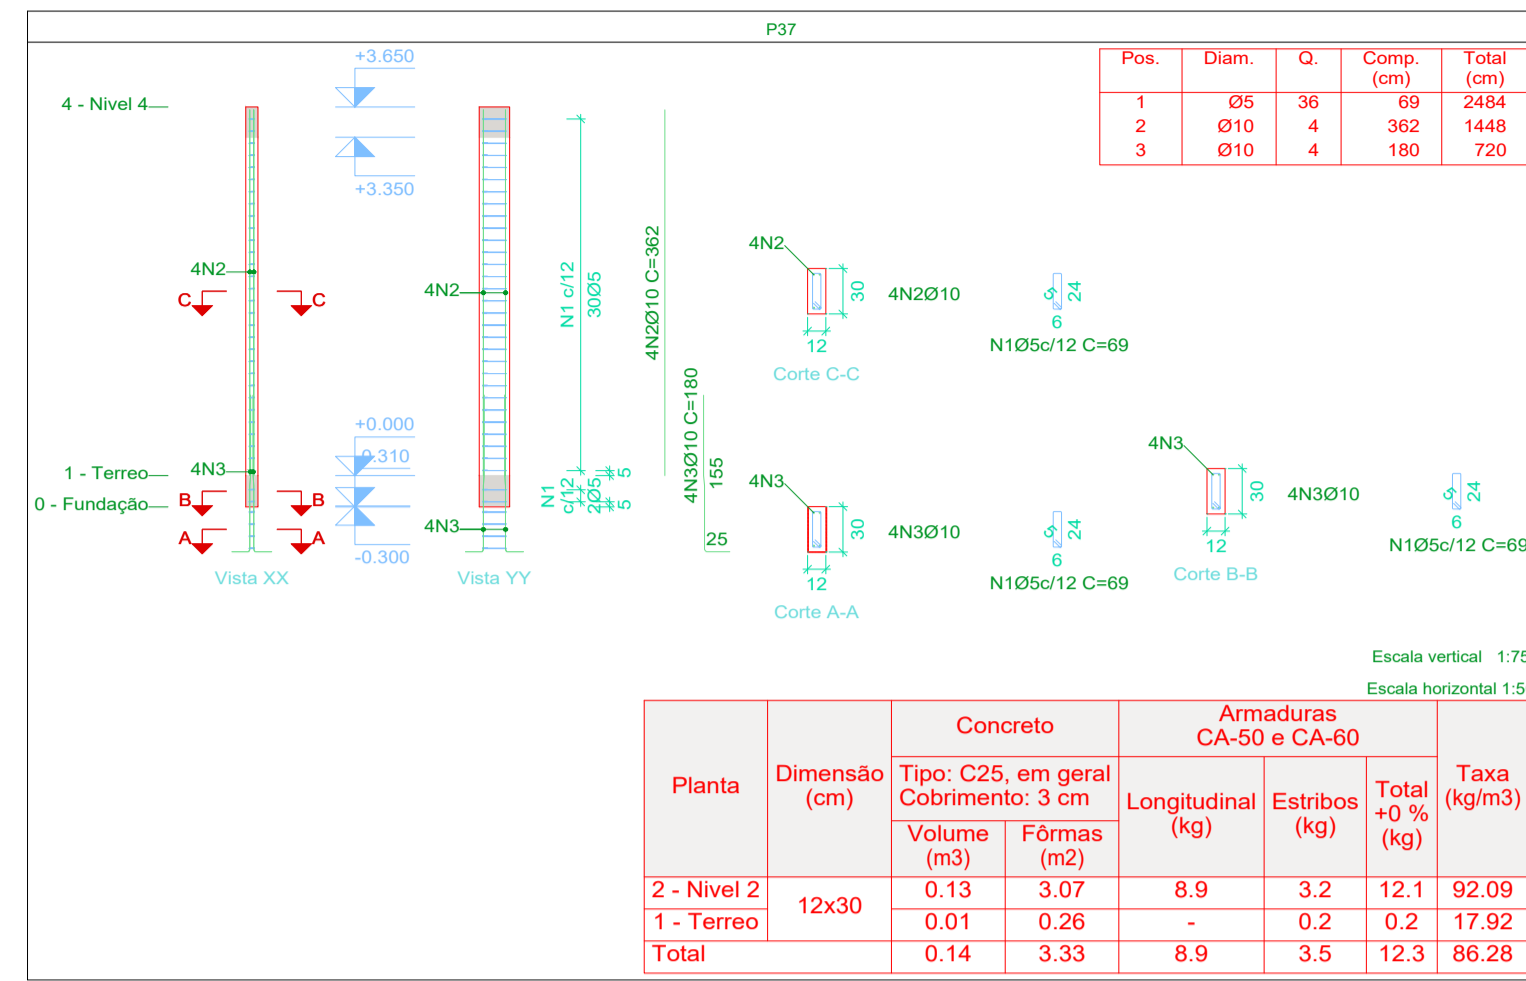 P37
Pos. Diam. Q. Comp. (cm) Total (cm)
1 Ø5 36 69 2484
2 Ø10 4 362 1448
3 Ø10 4 180 720
+3.650
4 - Nivel 4
+3.350
4N2
C C
4N2
N1 c/12
30Ø5
4N2Ø10 C=362
4N3Ø10 C=180
155
25
+0.000
0.310
1 - Terreo
4N3
0 - Fundação
B B
A A
4N3
-0.300
N1
c/12
2Ø5
5
5
Vista XX
Vista YY
4N2
30
12
4N2Ø10
Corte C-C
24
6
N1Ø5c/12 C=69
4N3
30
12
4N3Ø10
Corte A-A
24
6
N1Ø5c/12 C=69
4N3
30
12
4N3Ø10
Corte B-B
24
6
N1Ø5c/12 C=69
Escala vertical 1:75
Escala horizontal 1:5
Planta
Dimensão
(cm)
Concreto
Tipo: C25, em geral
Cobrimento: 3 cm
Volume
(m3)
Fôrmas
(m2)
Armaduras
CA-50 e CA-60
Longitudinal
(kg)
Estribos
(kg)
Total
+0 %
(kg)
Taxa
(kg/m3)
2 - Nivel 2 12x30 0.13 3.07 8.9 3.2 12.1 92.09
1 - Terreo 0.01 0.26 - 0.2 0.2 17.92
Total 0.14 3.33 8.9 3.5 12.3 86.28